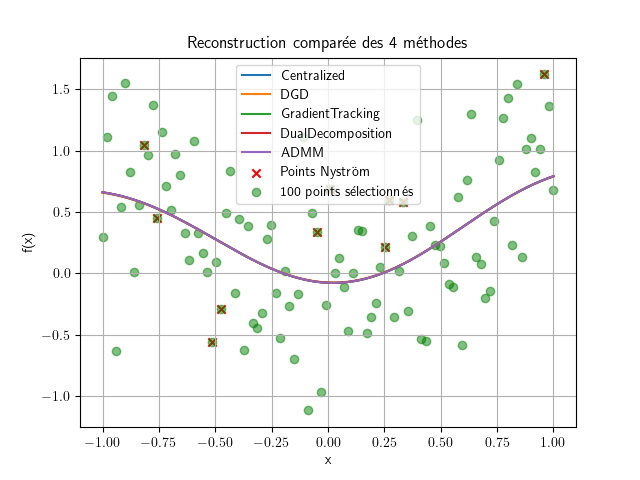 Reconstruction comparée des 4 méthodes
Centralized
DGD
GradientTracking
DualDecomposition
ADMM
Points Nyström
100 points sélectionnés
f(x)
1.5
1.0
0.5
0.0
−0.5
−1.0
−1.00 −0.75 −0.50 −0.25 0.00 0.25 0.50 0.75 1.00
x